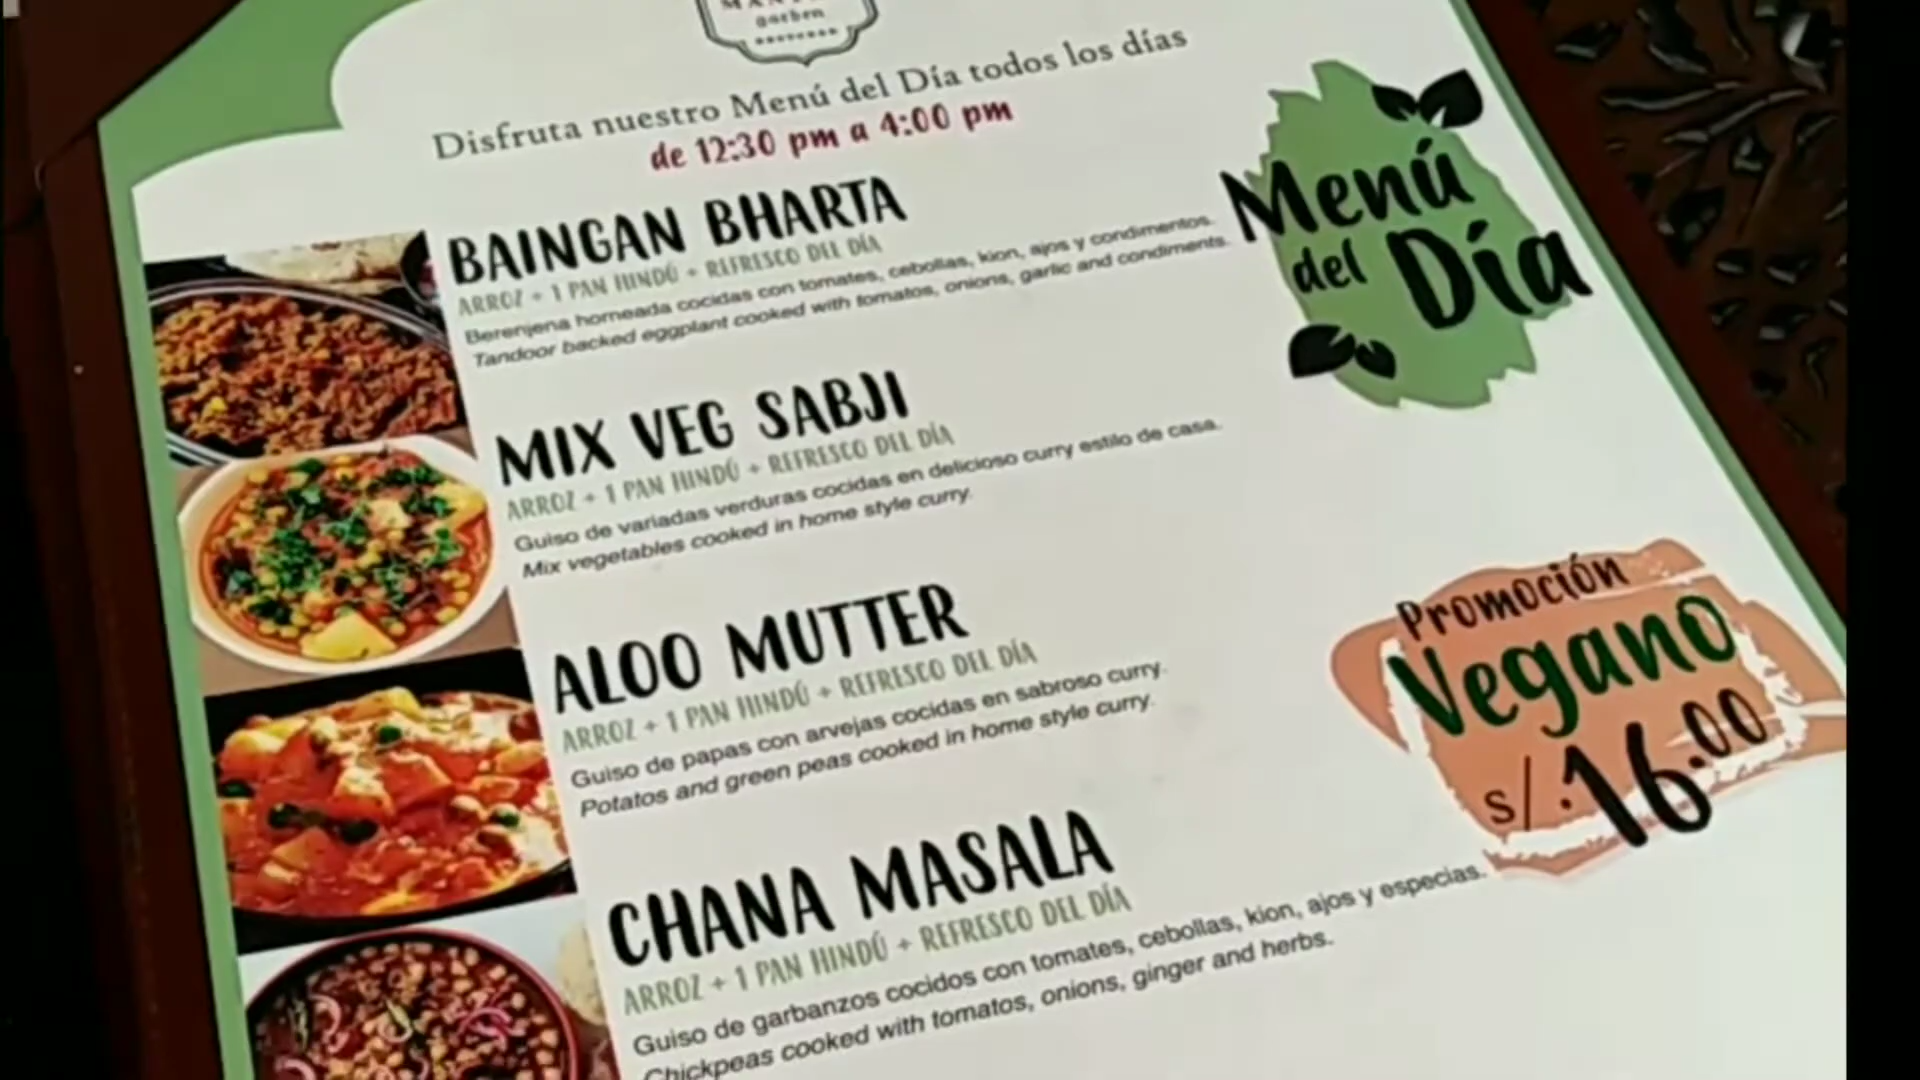 garden
Disfruta nuestro Menú del Día todos los días
de 12:30 pm a 4:00 pm
Menú
del Día
BAINGAN BHARTA
ARROZ + 1 PAN HINDÚ + REFRESCO DEL DÍA
Berenjena horneada cocidas con tomates, cebollas, kion, ajos y condimentos.
Tandoor backed eggplant cooked with tomatos, onions, garlic and condiments.
MIX VEG SABJI
ARROZ + 1 PAN HINDÚ + REFRESCO DEL DÍA
Guiso de variadas verduras cocidas en delicioso curry estilo de casa.
Mix vegetables cooked in home style curry.
ALOO MUTTER
ARROZ + 1 PAN HINDÚ + REFRESCO DEL DÍA
Guiso de papas con arvejas cocidas en sabroso curry.
Potatos and green peas cooked in home style curry.
Promoción
Vegano
S/.16.00
CHANA MASALA
ARROZ + 1 PAN HINDÚ + REFRESCO DEL DÍA
Guiso de garbanzos cocidos con tomates, cebollas, kion, ajos y especias.
Chickpeas cooked with tomatos, onions, ginger and herbs.